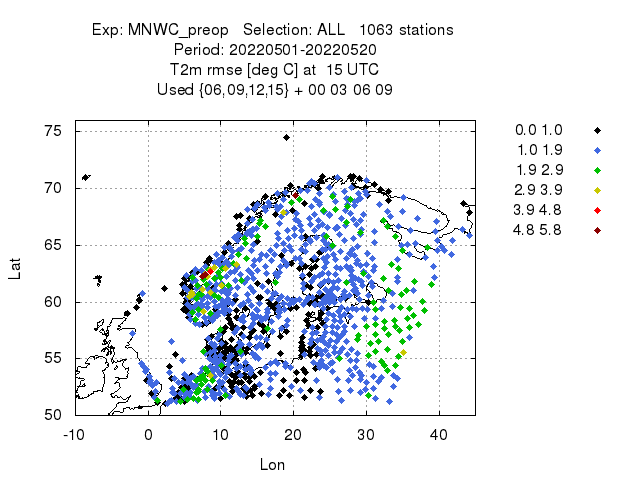 Exp: MNWC_preop   Selection: ALL   1063 stations
Period: 20220501-20220520
T2m rmse [deg C] at  15 UTC
Used {06,09,12,15} + 00 03 06 09
0.0 1.0
1.0 1.9
1.9 2.9
2.9 3.9
3.9 4.8
4.8 5.8
75
70
65
60
55
50
Lat
-10 0 10 20 30 40
Lon